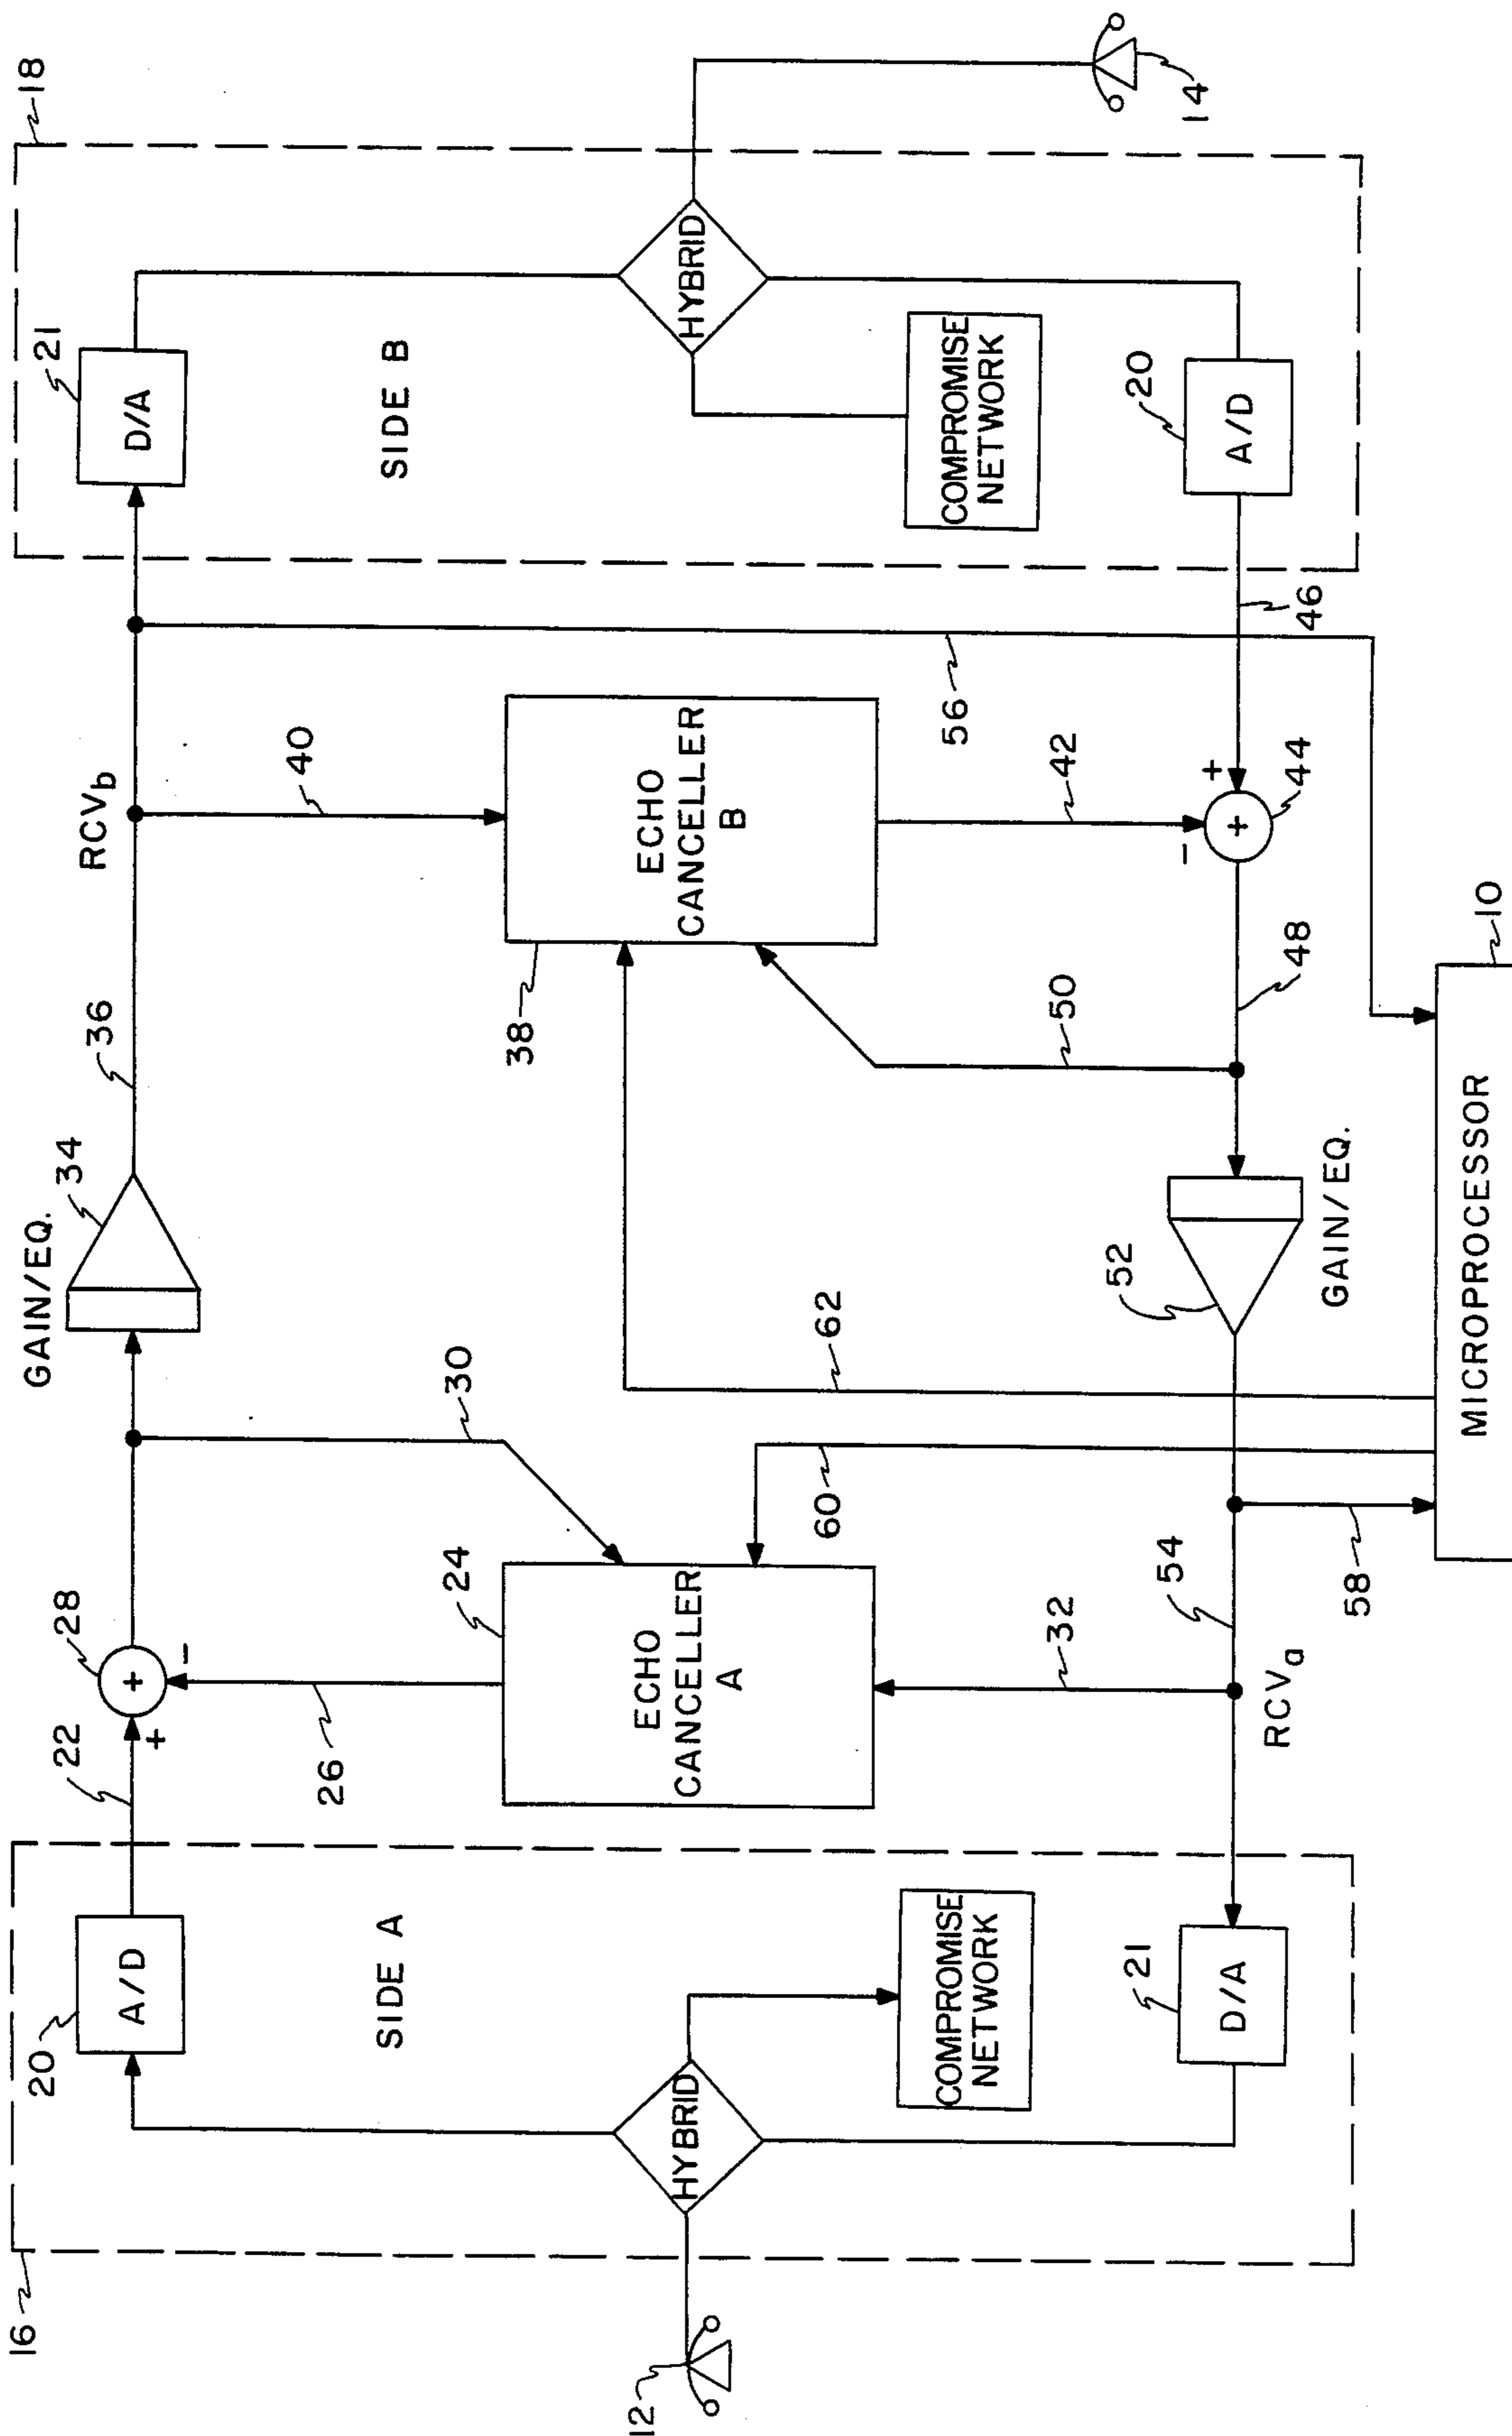 16
20
A/D
22
28
+
+
-
GAIN/EQ.
34
36
RCVb
21
D/A
18
SIDE A
26
24
ECHO
CANCELLER
A
30
40
38
ECHO
CANCELLER
B
SIDE B
12
HYBRID
COMPROMISE
NETWORK
32
60
62
50
42
56
COMPROMISE
NETWORK
HYBRID
14
21
D/A
RCVa
54
52
GAIN/EQ.
48
-
+
+
44
46
20
A/D
58
MICROPROCESSOR
10